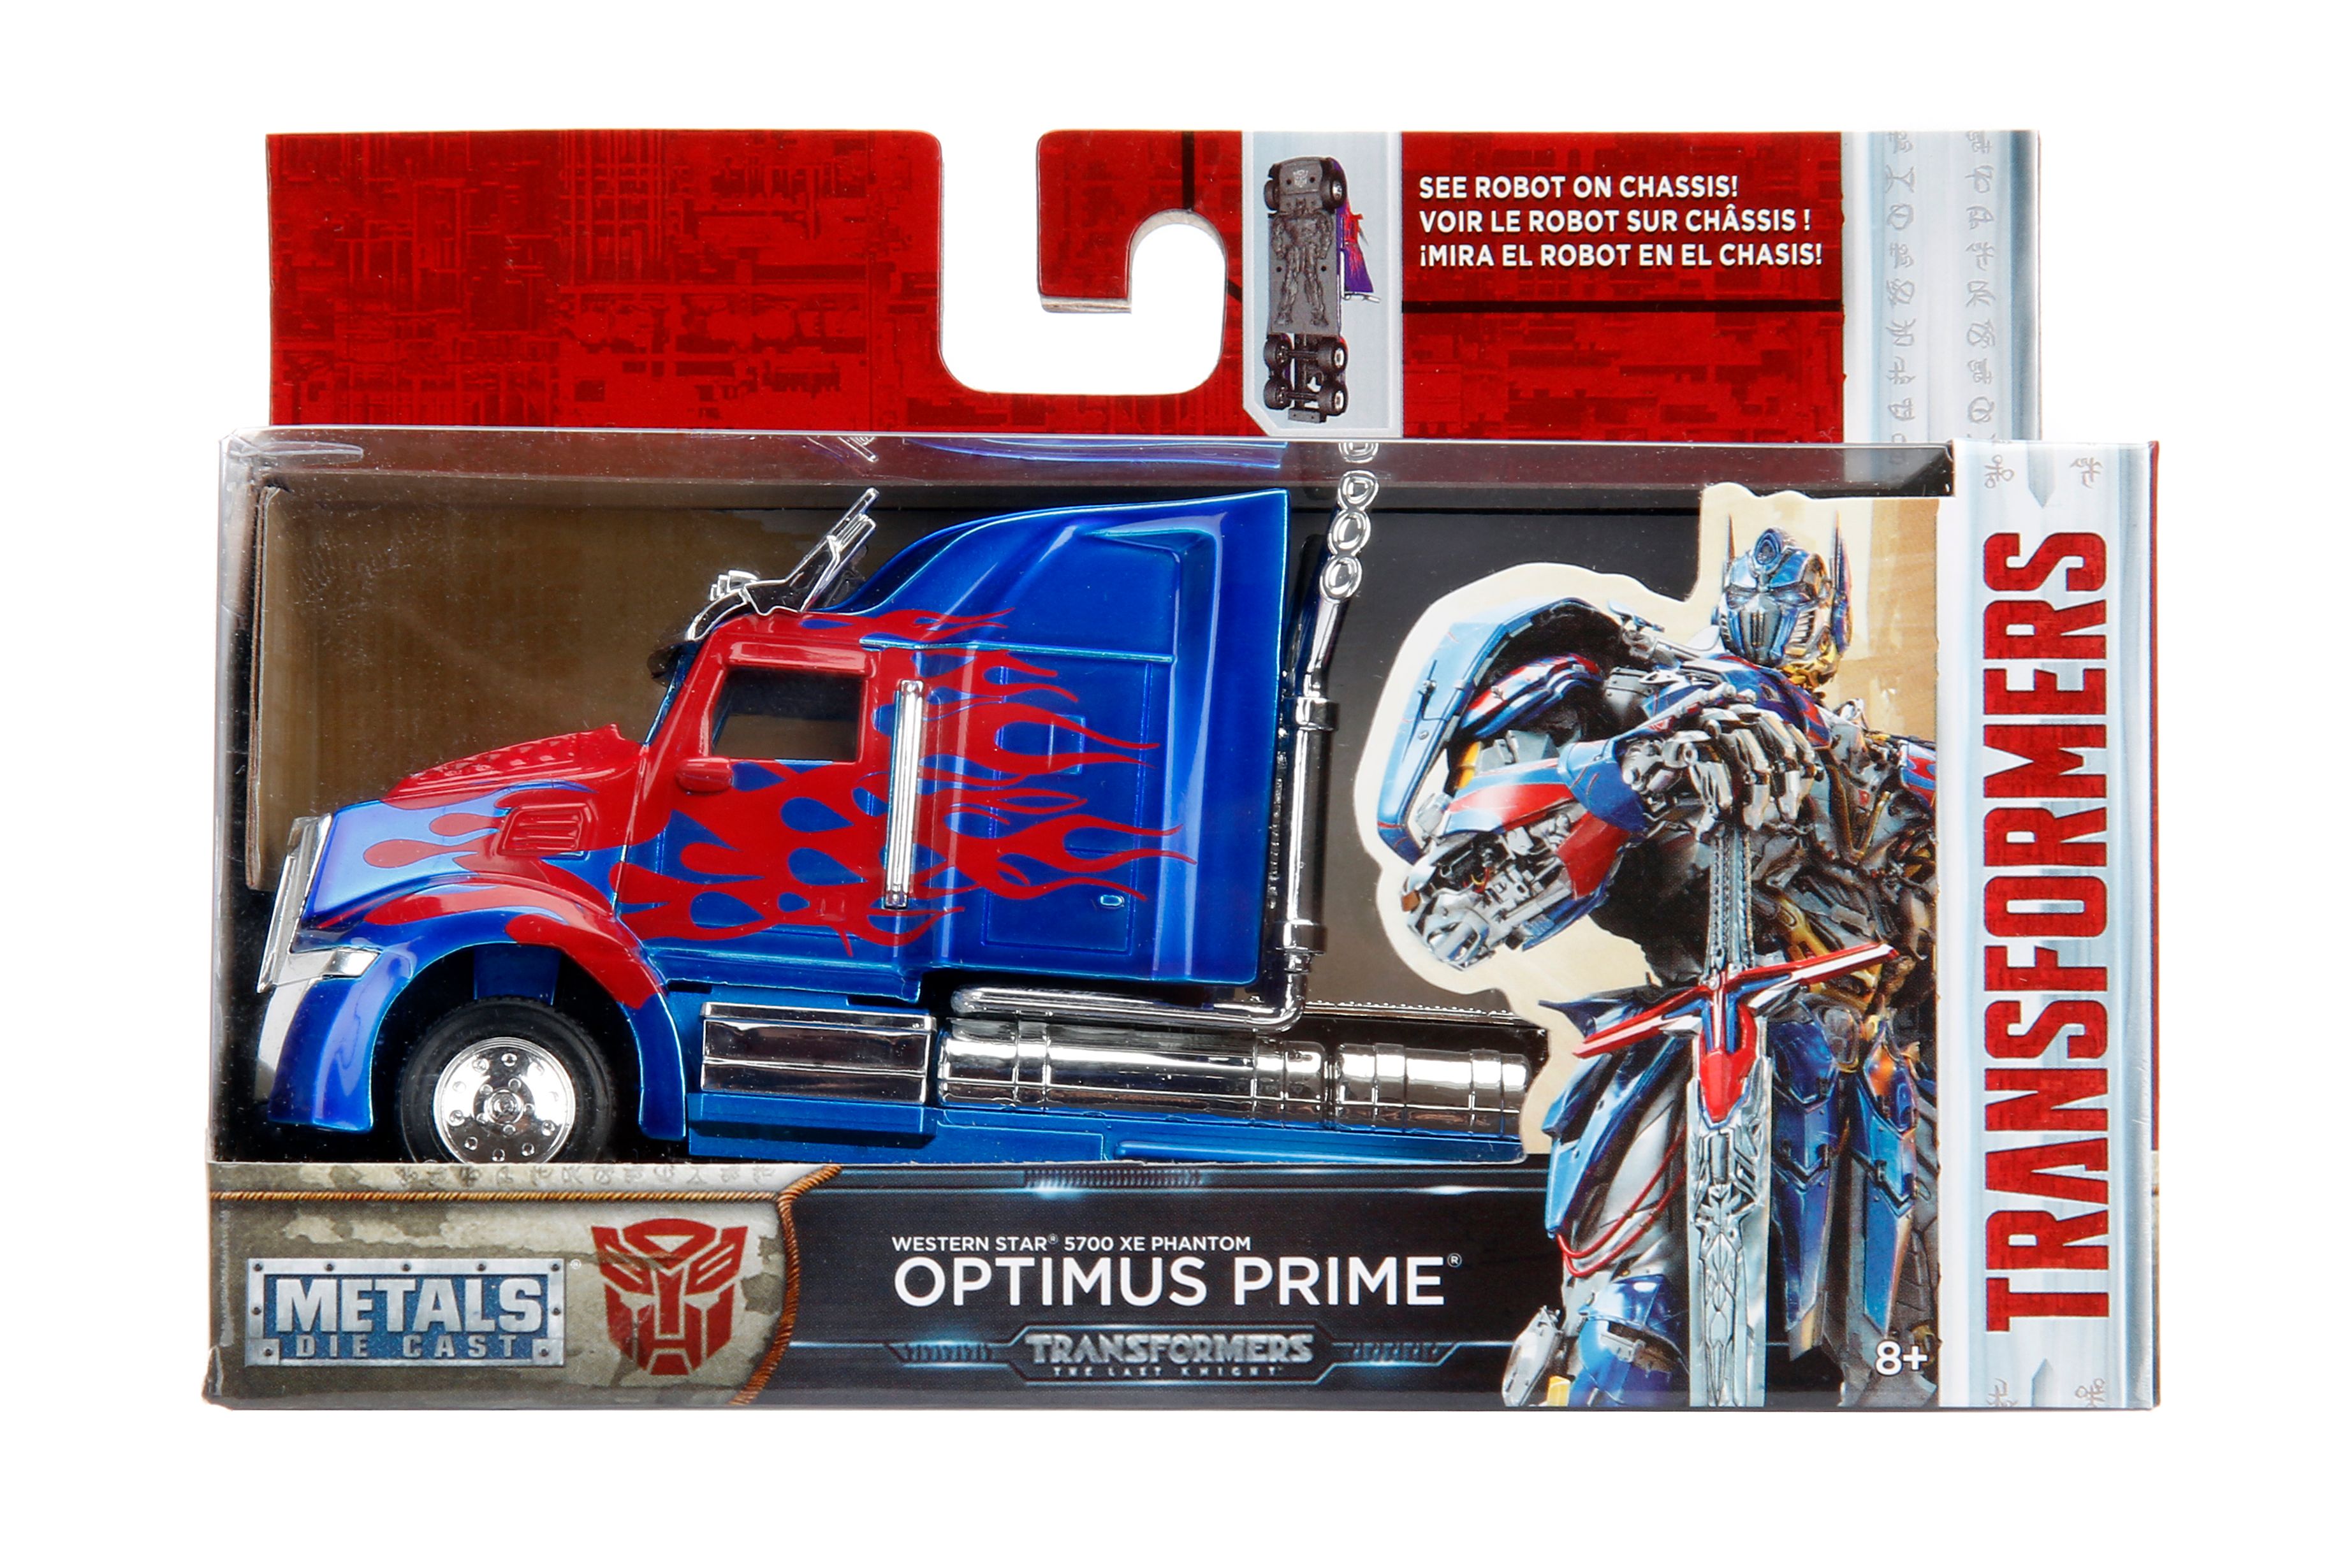 SEE ROBOT ON CHASSIS!
VOIR LE ROBOT SUR CHÂSSIS !
¡MIRA EL ROBOT EN EL CHASIS!
TRANSFORMERS
METALS®
DIE CAST
WESTERN STAR® 5700 XE PHANTOM
OPTIMUS PRIME®
TRANSFORMERS
THE LAST KNIGHT
8+